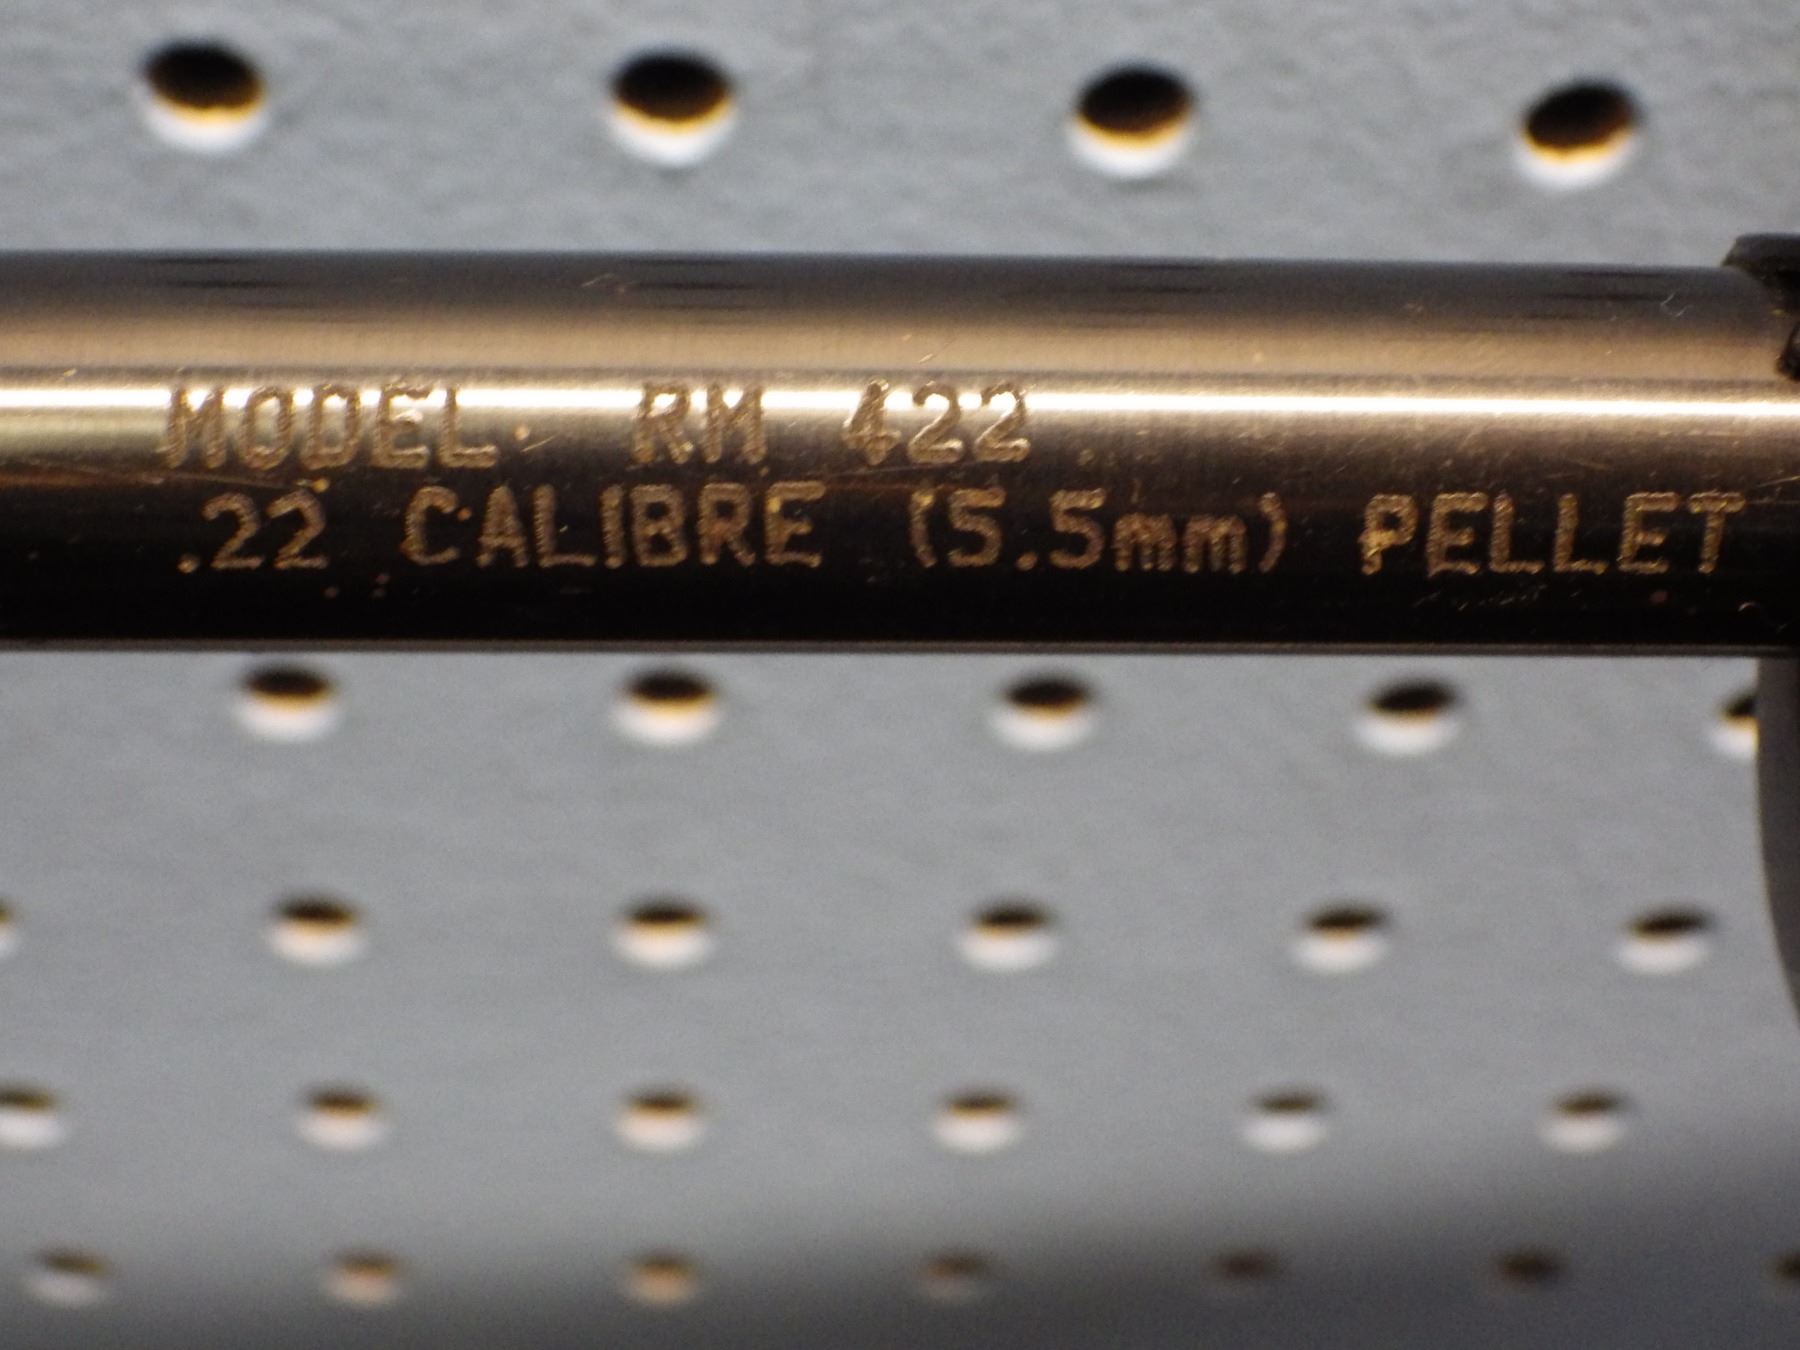 MODEL RM 422
.22 CALIBRE (5.5mm) PELLET